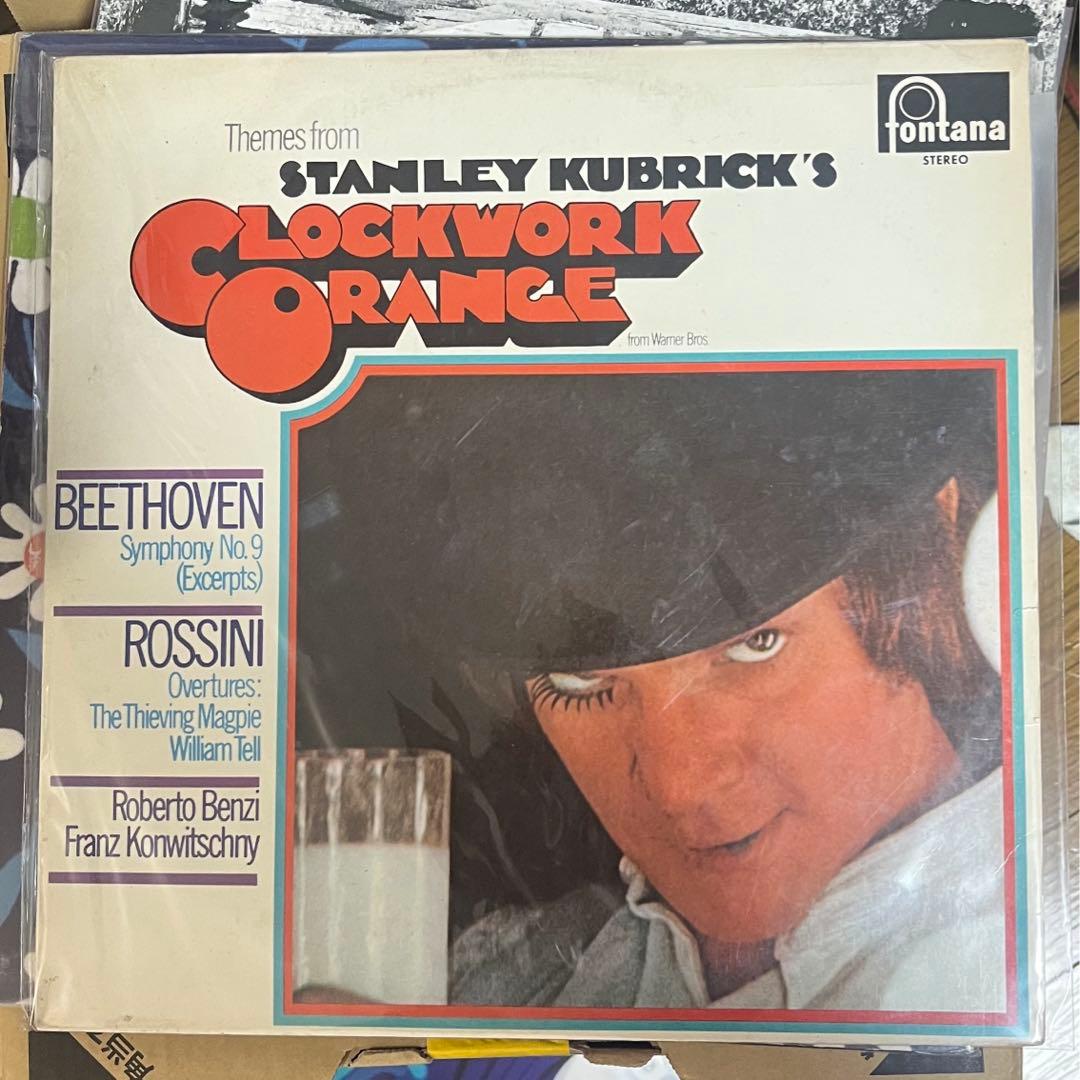 fontana
STEREO
Themes from
STANLEY KUBRICK'S
CLOCKWORK
ORANGE
from Warner Bros.
BEETHOVEN
Symphony No. 9
(Excerpts)
ROSSINI
Overtures:
The Thieving Magpie
William Tell
Roberto Benzi
Franz Konwitschny